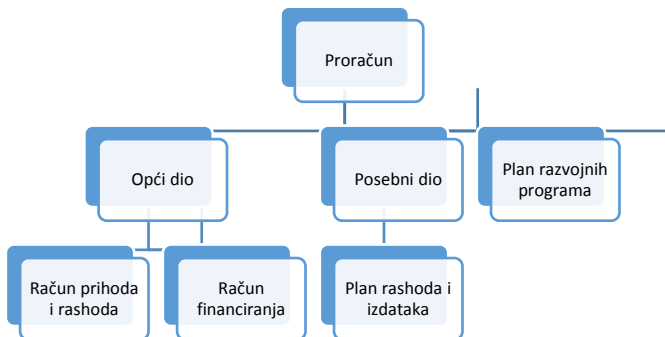 Proračun
Opći dio
Posebni dio
Plan razvojnih
programa
Račun prihoda
i rashoda
Račun
financiranja
Plan rashoda i
izdataka